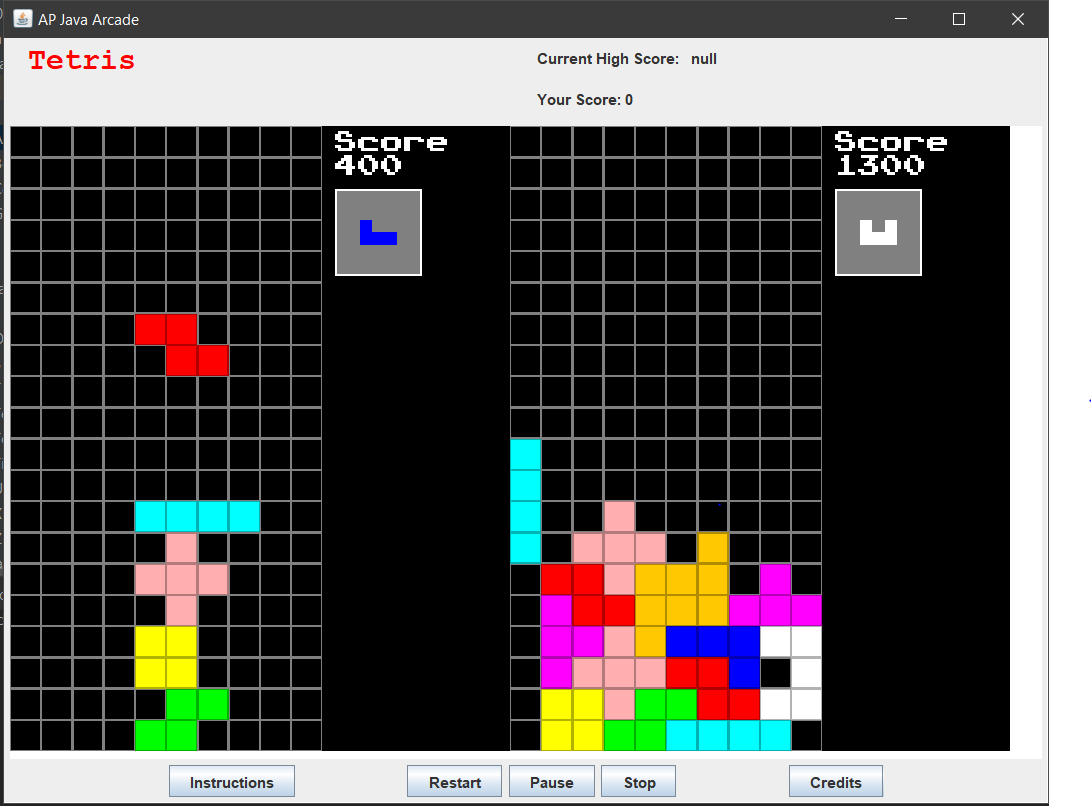 AP Java Arcade
Tetris
Current High Score: null
Your Score: 0
Score
400
Score
1300
Instructions
Restart
Pause
Stop
Credits